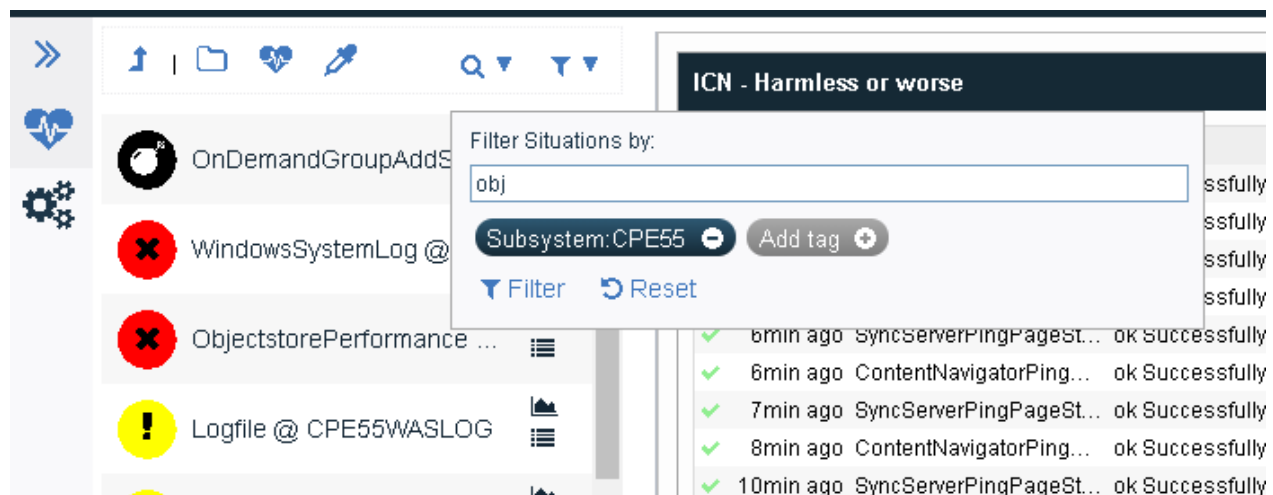 ICN - Harmless or worse
Filter Situations by:
obj
Subsystem:CPE55
Add tag
Filter Reset
OnDemandGroupAddS
WindowsSystemLog @
ObjectstorePerformance ...
Logfile @ CPE55WASLOG
ssfully
ssfully
ssfully
ssfully
6min ago SyncServerPingPageSt... ok Successfully
6min ago ContentNavigatorPing... ok Successfully
7min ago SyncServerPingPageSt... ok Successfully
8min ago ContentNavigatorPing... ok Successfully
10min ago SyncServerPingPageSt... ok Successfully